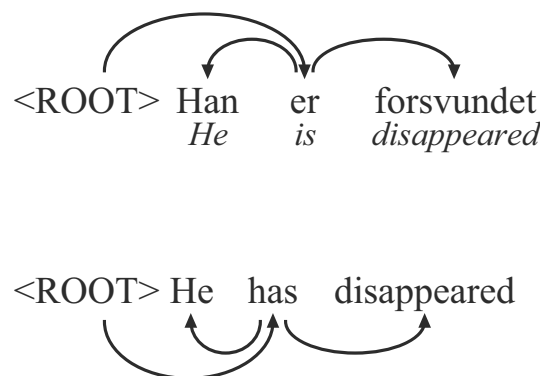 <ROOT> Han er forsvundet
He is disappeared
<ROOT> He has disappeared